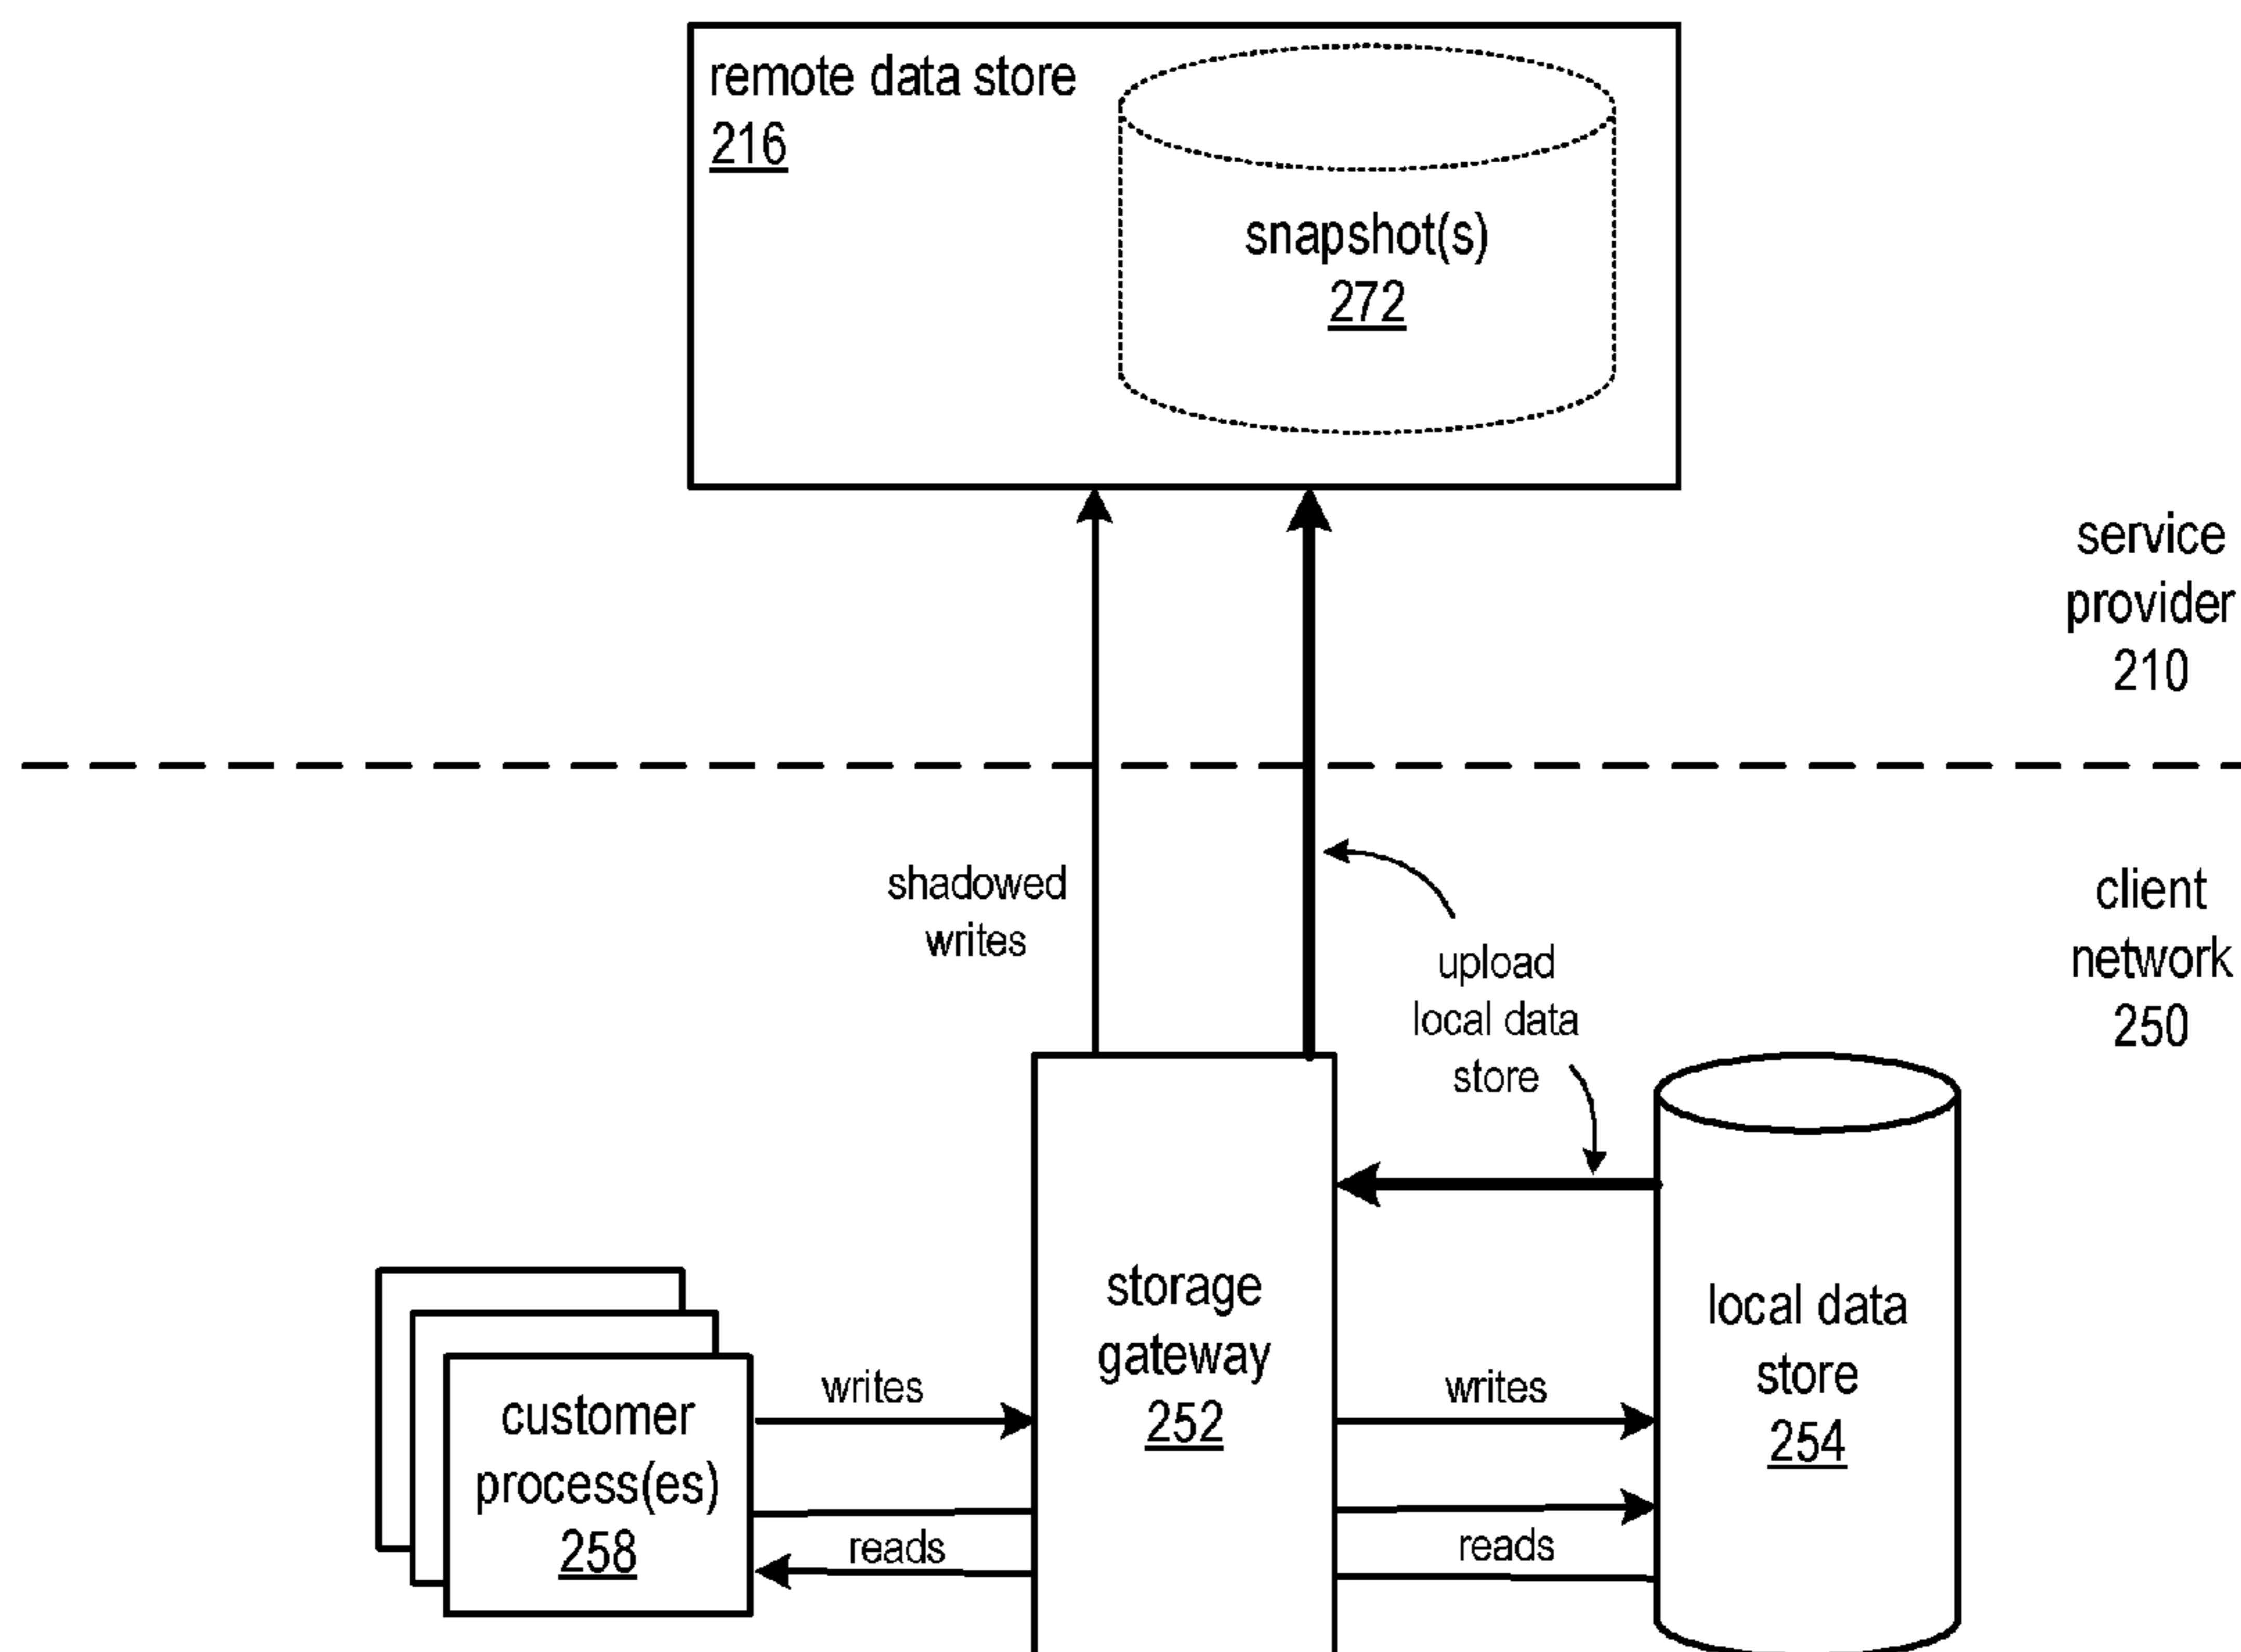 remote data store
216
snapshot(s)
272
service
provider
210
shadowed
writes
client
network
250
upload
local data
store
storage
gateway
252
local data
store
254
customer
process(es)
258
writes
reads
writes
reads